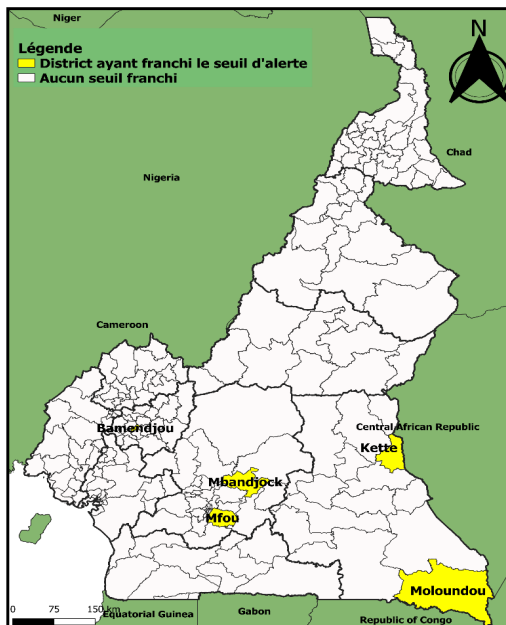 Niger
Légende
District ayant franchi le seuil d'alerte
Aucun seuil franchi
N
Chad
Nigeria
Cameroon
Bamendjou
Central African Republic
Kette
Mbandjock
Mfou
Moloundou
0 75 150 km
Equatorial Guinea
Gabon
Republic of Congo